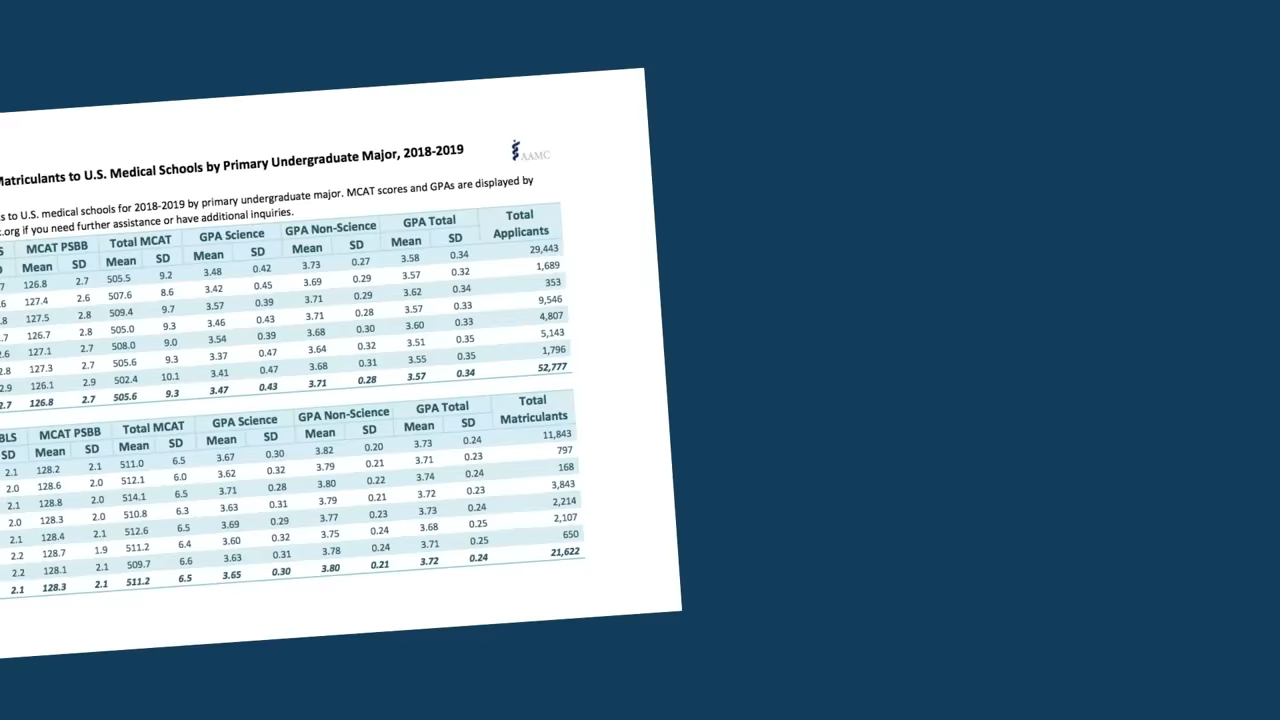 Matriculants to U.S. Medical Schools by Primary Undergraduate Major, 2018-2019
AAMC
s to U.S. medical schools for 2018-2019 by primary undergraduate major. MCAT scores and GPAs are displayed by
.org if you need further assistance or have additional inquiries.
S MCAT PSBB Total MCAT GPA Science GPA Non-Science GPA Total Total Applicants
D Mean SD Mean SD Mean SD Mean SD Mean SD
.7 126.8 2.7 505.5 9.2 3.48 0.42 3.73 0.27 3.58 0.34 29,443
.6 127.4 2.6 507.6 8.6 3.42 0.45 3.69 0.29 3.57 0.32 1,689
.8 127.5 2.8 509.4 9.7 3.57 0.39 3.71 0.29 3.62 0.34 353
.7 126.7 2.8 505.0 9.3 3.46 0.43 3.71 0.28 3.57 0.33 9,546
2.6 127.1 2.7 508.0 9.0 3.54 0.39 3.68 0.30 3.60 0.33 4,807
2.8 127.3 2.7 505.6 9.3 3.37 0.47 3.64 0.32 3.51 0.35 5,143
2.9 126.1 2.9 502.4 10.1 3.41 0.47 3.68 0.31 3.55 0.35 1,796
2.7 126.8 2.7 505.6 9.3 3.47 0.43 3.71 0.28 3.57 0.34 52,777
BLS MCAT PSBB Total MCAT GPA Science GPA Non-Science GPA Total Total Matriculants
SD Mean SD Mean SD Mean SD Mean SD Mean SD
2.1 128.2 2.1 511.0 6.5 3.67 0.30 3.82 0.20 3.73 0.24 11,843
2.0 128.6 2.0 512.1 6.0 3.62 0.32 3.79 0.21 3.71 0.23 797
2.1 128.8 2.0 514.1 6.5 3.71 0.28 3.80 0.22 3.74 0.24 168
2.0 128.3 2.0 510.8 6.3 3.63 0.31 3.79 0.21 3.72 0.23 3,843
2.1 128.4 2.1 512.6 6.5 3.69 0.29 3.77 0.23 3.73 0.24 2,214
2.2 128.7 1.9 511.2 6.4 3.60 0.32 3.75 0.24 3.68 0.25 2,107
2.2 128.1 2.1 509.7 6.6 3.63 0.31 3.78 0.24 3.71 0.25 650
2.1 128.3 2.1 511.2 6.5 3.65 0.30 3.80 0.21 3.72 0.24 21,622